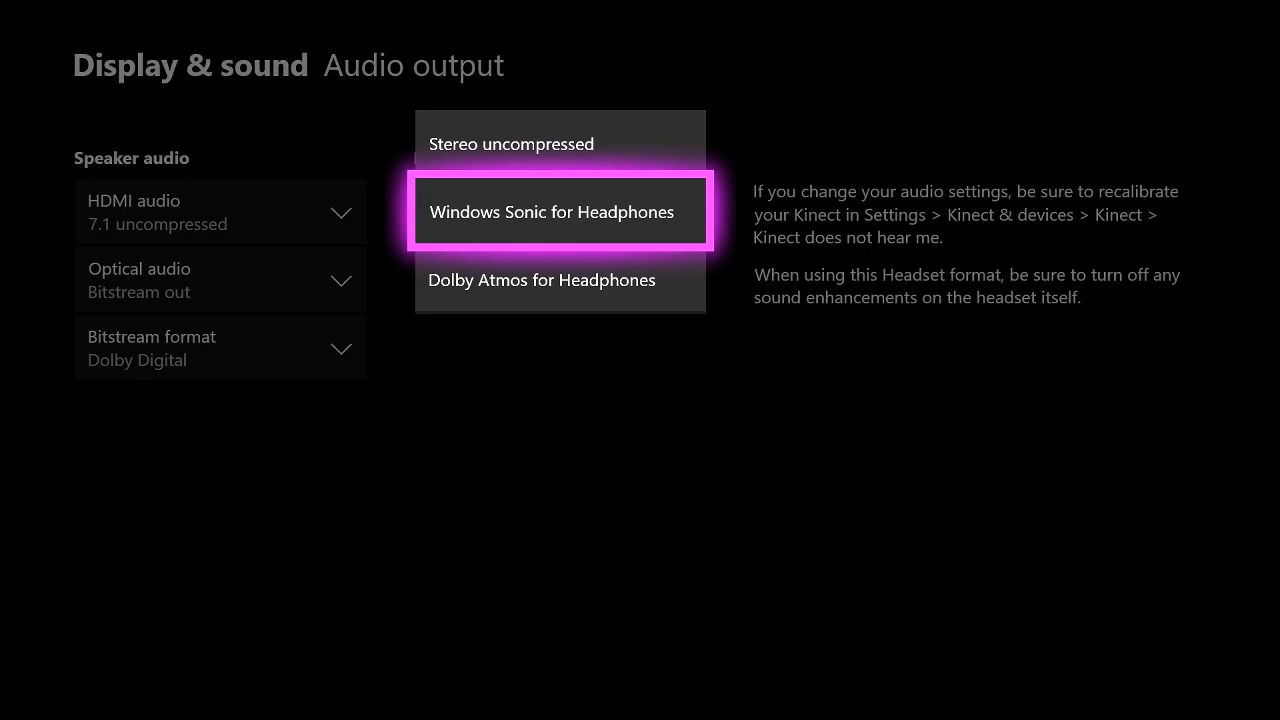 Display & sound Audio output
Speaker audio
HDMI audio
7.1 uncompressed
Optical audio
Bitstream out
Bitstream format
Dolby Digital
Stereo uncompressed
Windows Sonic for Headphones
Dolby Atmos for Headphones
If you change your audio settings, be sure to recalibrate
your Kinect in Settings > Kinect & devices > Kinect >
Kinect does not hear me.
When using this Headset format, be sure to turn off any
sound enhancements on the headset itself.